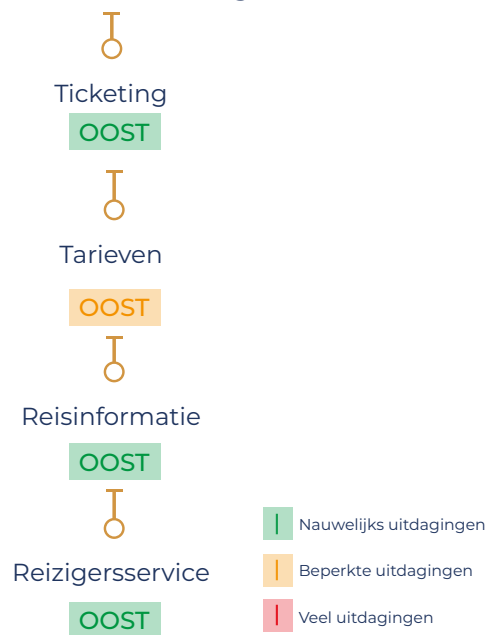 Ticketing
OOST
Tarieven
OOST
Reisinformatie
OOST
Reizigersservice
OOST
Nauwelijks uitdagingen
Beperkte uitdagingen
Veel uitdagingen